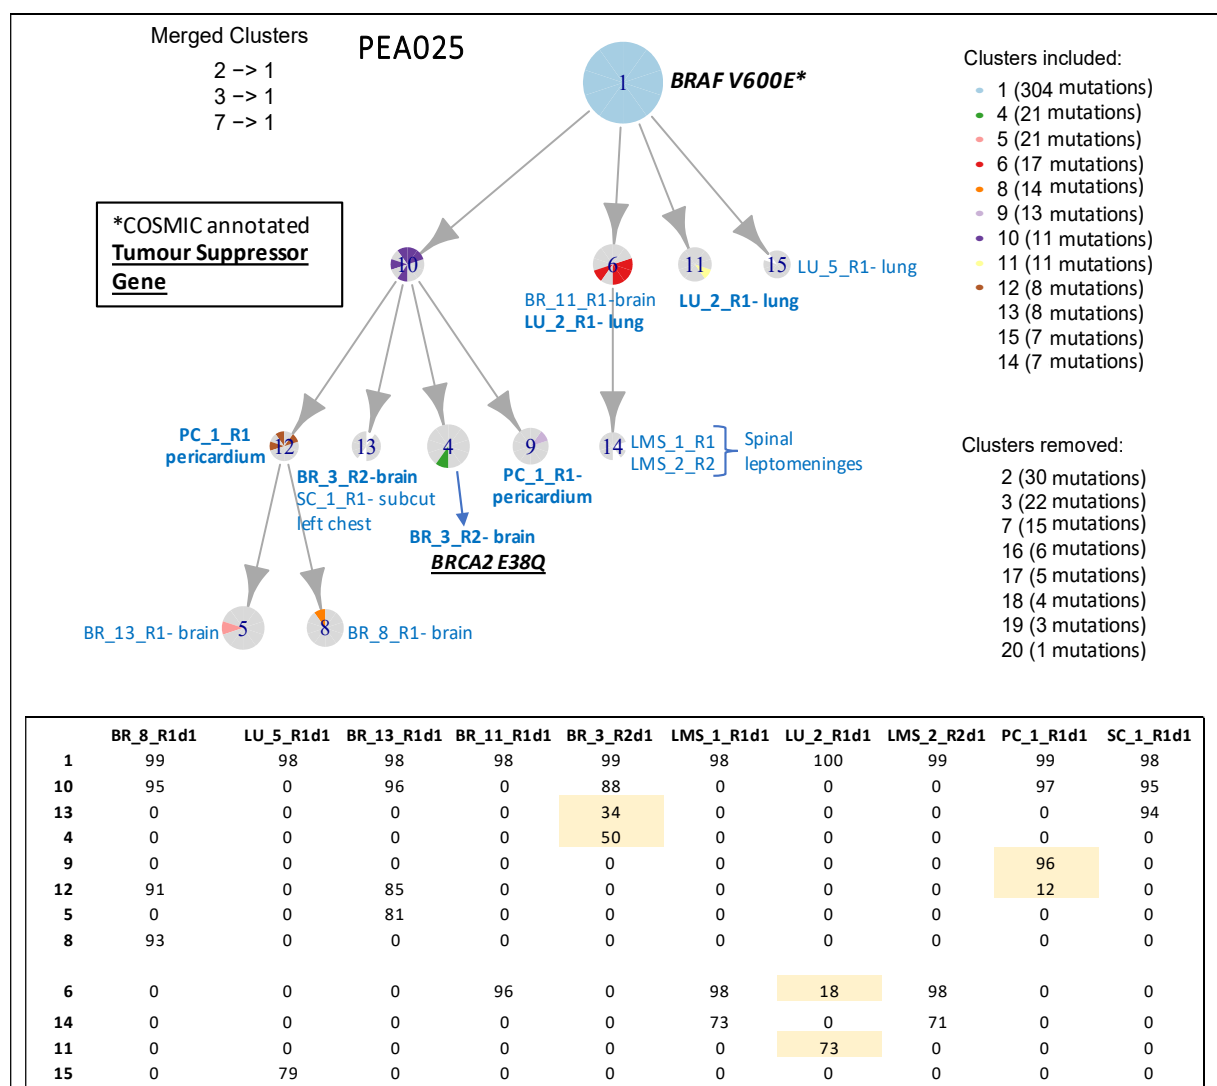 Merged Clusters
2 –> 1
3 –> 1
7 –> 1
PEA025
1
BRAF V600E*
Clusters included:
1 (304 mutations)
4 (21 mutations)
5 (21 mutations)
6 (17 mutations)
8 (14 mutations)
9 (13 mutations)
10 (11 mutations)
11 (11 mutations)
12 (8 mutations)
13 (8 mutations)
15 (7 mutations)
14 (7 mutations)
*COSMIC annotated
Tumour Suppressor
Gene
10
6
11
15
LU_5_R1- lung
BR_11_R1-brain
LU_2_R1- lung
LU_2_R1- lung
PC_1_R1
pericardium
12
13
4
9
14
BR_3_R2-brain
SC_1_R1- subcut
left chest
PC_1_R1-
pericardium
LMS_1_R1
LMS_2_R2
Spinal
leptomeninges
BR_3_R2- brain
BRCA2 E38Q
BR_13_R1- brain
5
8
BR_8_R1- brain
Clusters removed:
2 (30 mutations)
3 (22 mutations)
7 (15 mutations)
16 (6 mutations)
17 (5 mutations)
18 (4 mutations)
19 (3 mutations)
20 (1 mutations)
BR_8_R1d1 LU_5_R1d1 BR_13_R1d1 BR_11_R1d1 BR_3_R2d1 LMS_1_R1d1 LU_2_R1d1 LMS_2_R2d1 PC_1_R1d1 SC_1_R1d1
1 99 98 98 98 99 98 100 99 99 98
10 95 0 96 0 88 0 0 0 97 95
13 0 0 0 0 34 0 0 0 0 94
4 0 0 0 0 50 0 0 0 0 0
9 0 0 0 0 0 0 0 0 96 0
12 91 0 85 0 0 0 0 0 12 0
5 0 0 81 0 0 0 0 0 0 0
8 93 0 0 0 0 0 0 0 0 0
6 0 0 0 96 0 98 18 98 0 0
14 0 0 0 0 0 73 0 71 0 0
11 0 0 0 0 0 0 73 0 0 0
15 0 79 0 0 0 0 0 0 0 0